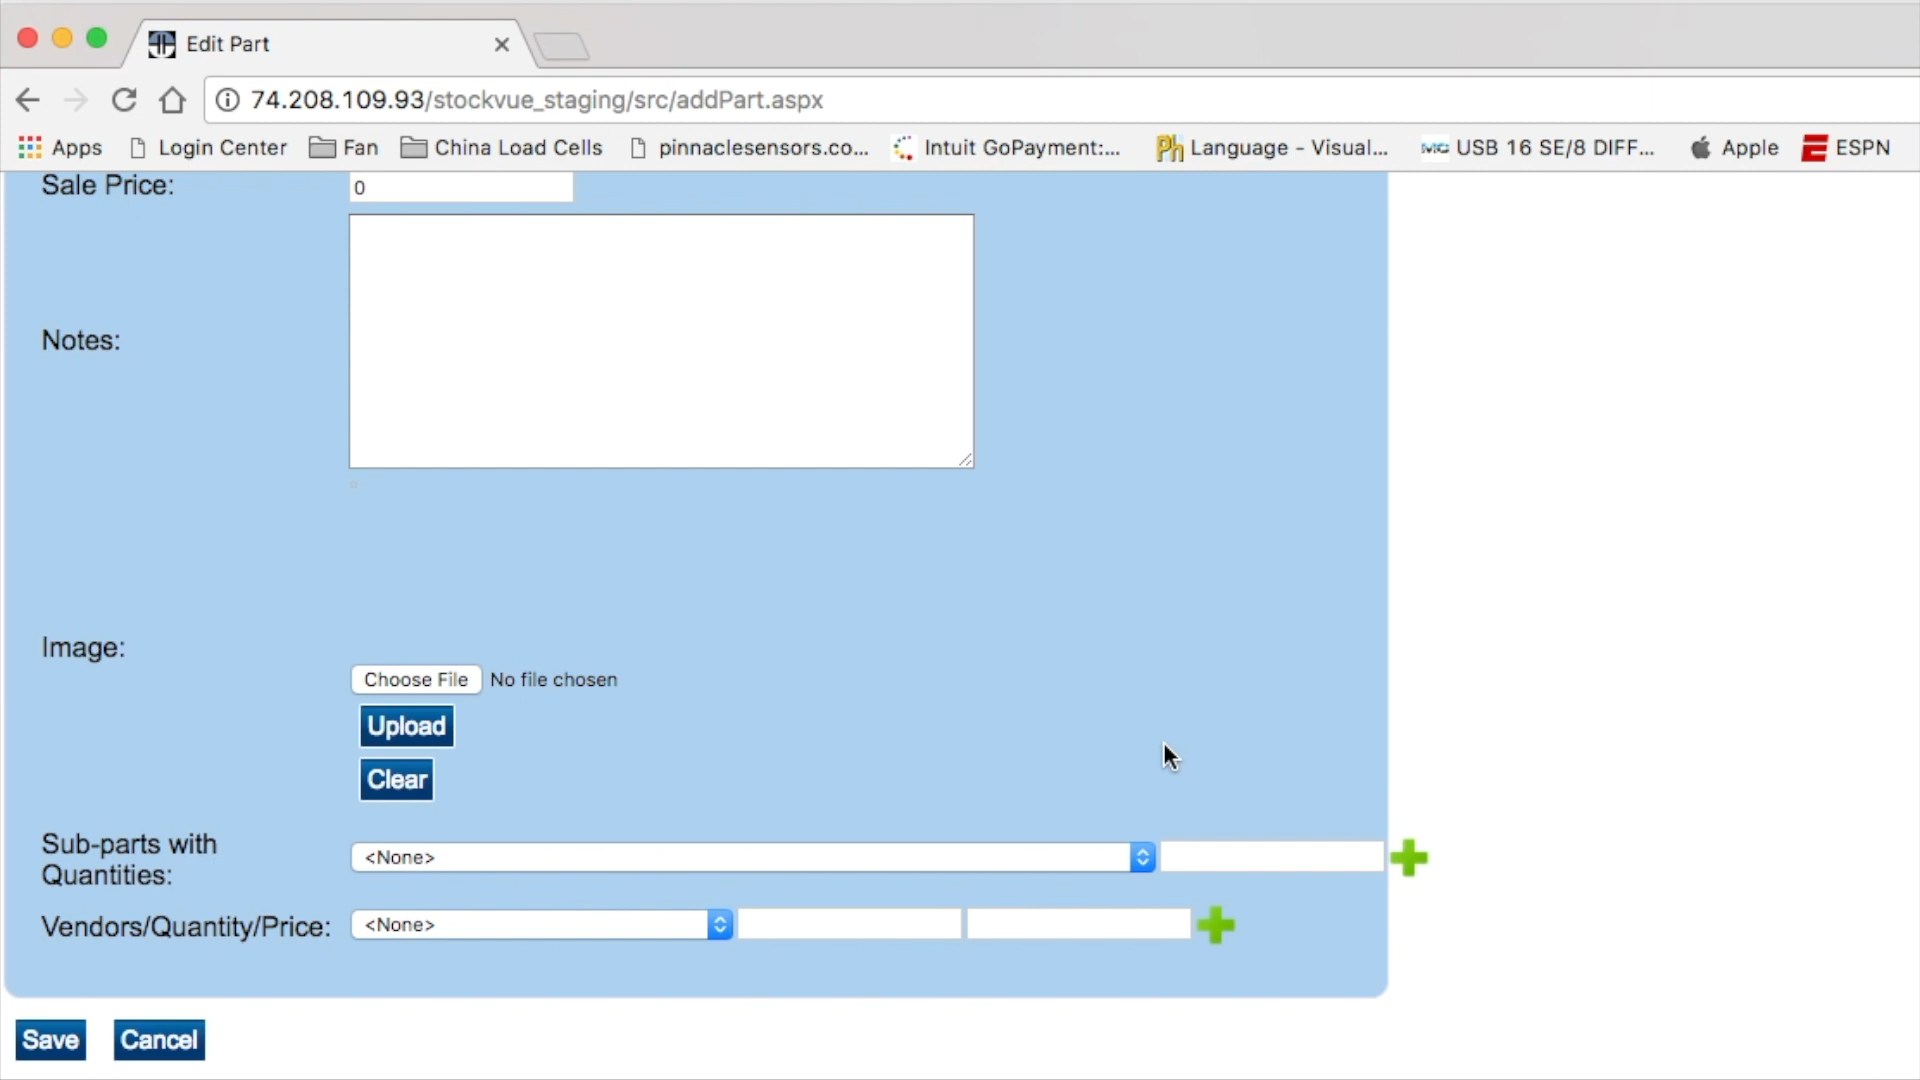 Edit Part
74.208.109.93/stockvue_staging/src/addPart.aspx
Apps Login Center Fan China Load Cells pinnaclesensors.co... Intuit GoPayment:... Ph Language - Visual... USB 16 SE/8 DIFF... Apple ESPN
Sale Price: 0
Notes:
Image:
Choose File No file chosen
Upload
Clear
Sub-parts with
Quantities: <None>
Vendors/Quantity/Price: <None>
Save Cancel